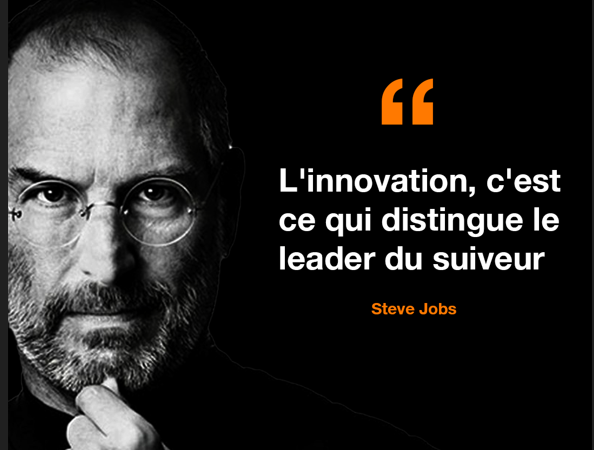 “
L'innovation, c'est
ce qui distingue le
leader du suiveur
Steve Jobs